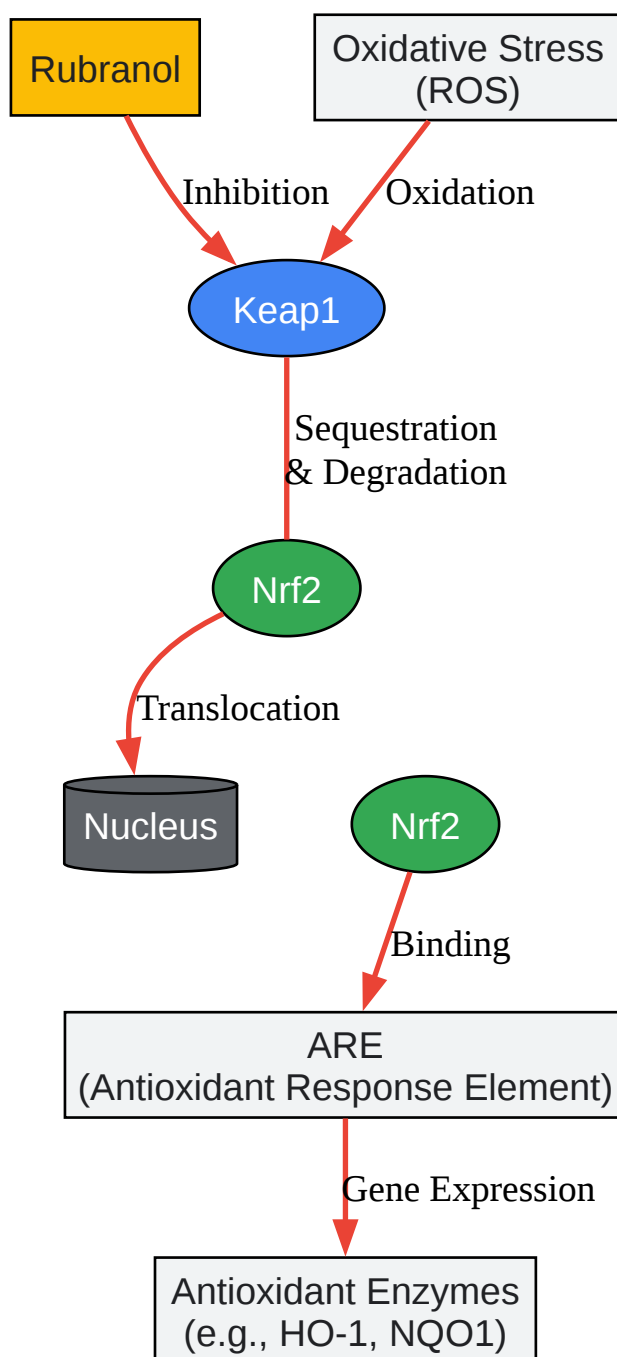 Rubranol
Oxidative Stress
(ROS)
Inhibition
Oxidation
Keap1
Sequestration
& Degradation
Nrf2
Translocation
Nucleus
Nrf2
Binding
ARE
(Antioxidant Response Element)
Gene Expression
Antioxidant Enzymes
(e.g., HO-1, NQO1)